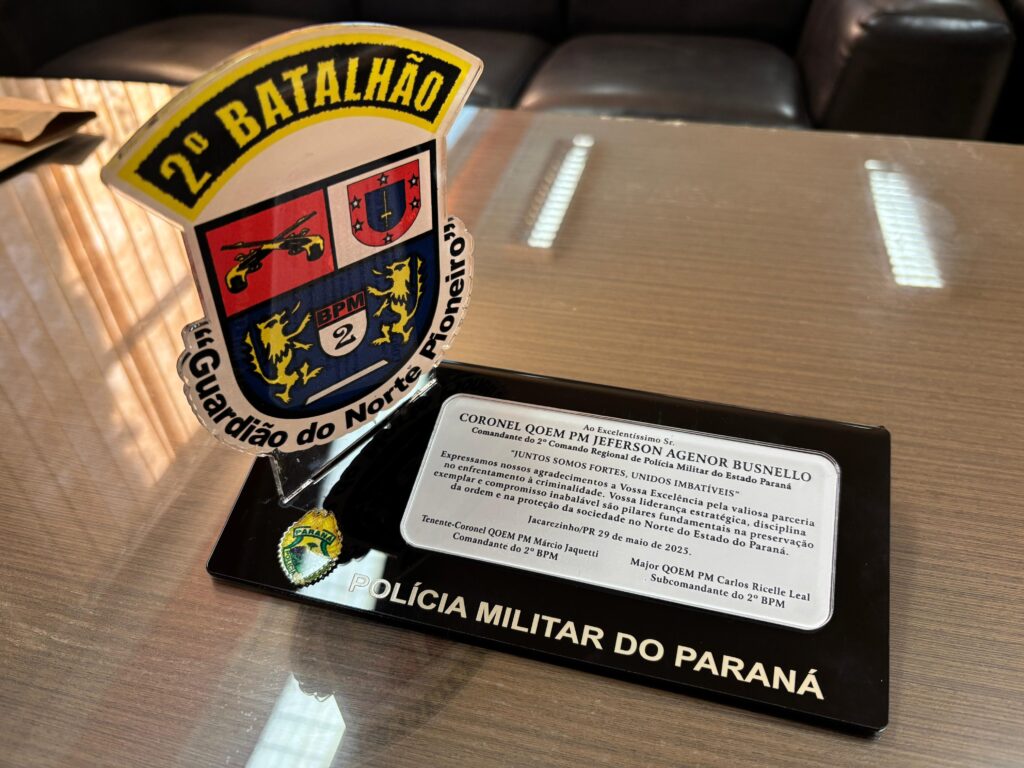 2º BATALHÃO
BPM
2
"Guardião do Norte Pioneiro"
Ao Excelentíssimo Sr.
CORONEL QOEM PM JEFERSON AGENOR BUSNELLO
Comandante do 2º Comando Regional de Polícia Militar do Estado Paraná
"JUNTOS SOMOS FORTES, UNIDOS IMBATÍVEIS"
Expressamos nossos agradecimentos a Vossa Excelência pela valiosa parceria
no enfrentamento à criminalidade. Vossa liderança estratégica, disciplina
exemplar e compromisso inabalável são pilares fundamentais na preservação
da ordem e na proteção da sociedade no Norte do Estado do Paraná.
Jacarezinho/PR 29 de maio de 2025.
Tenente-Coronel QOEM PM Márcio Jaquetti
Comandante do 2º BPM
Major QOEM PM Carlos Ricelle Leal
Subcomandante do 2º BPM
PARANÁ
POLÍCIA MILITAR DO PARANÁ